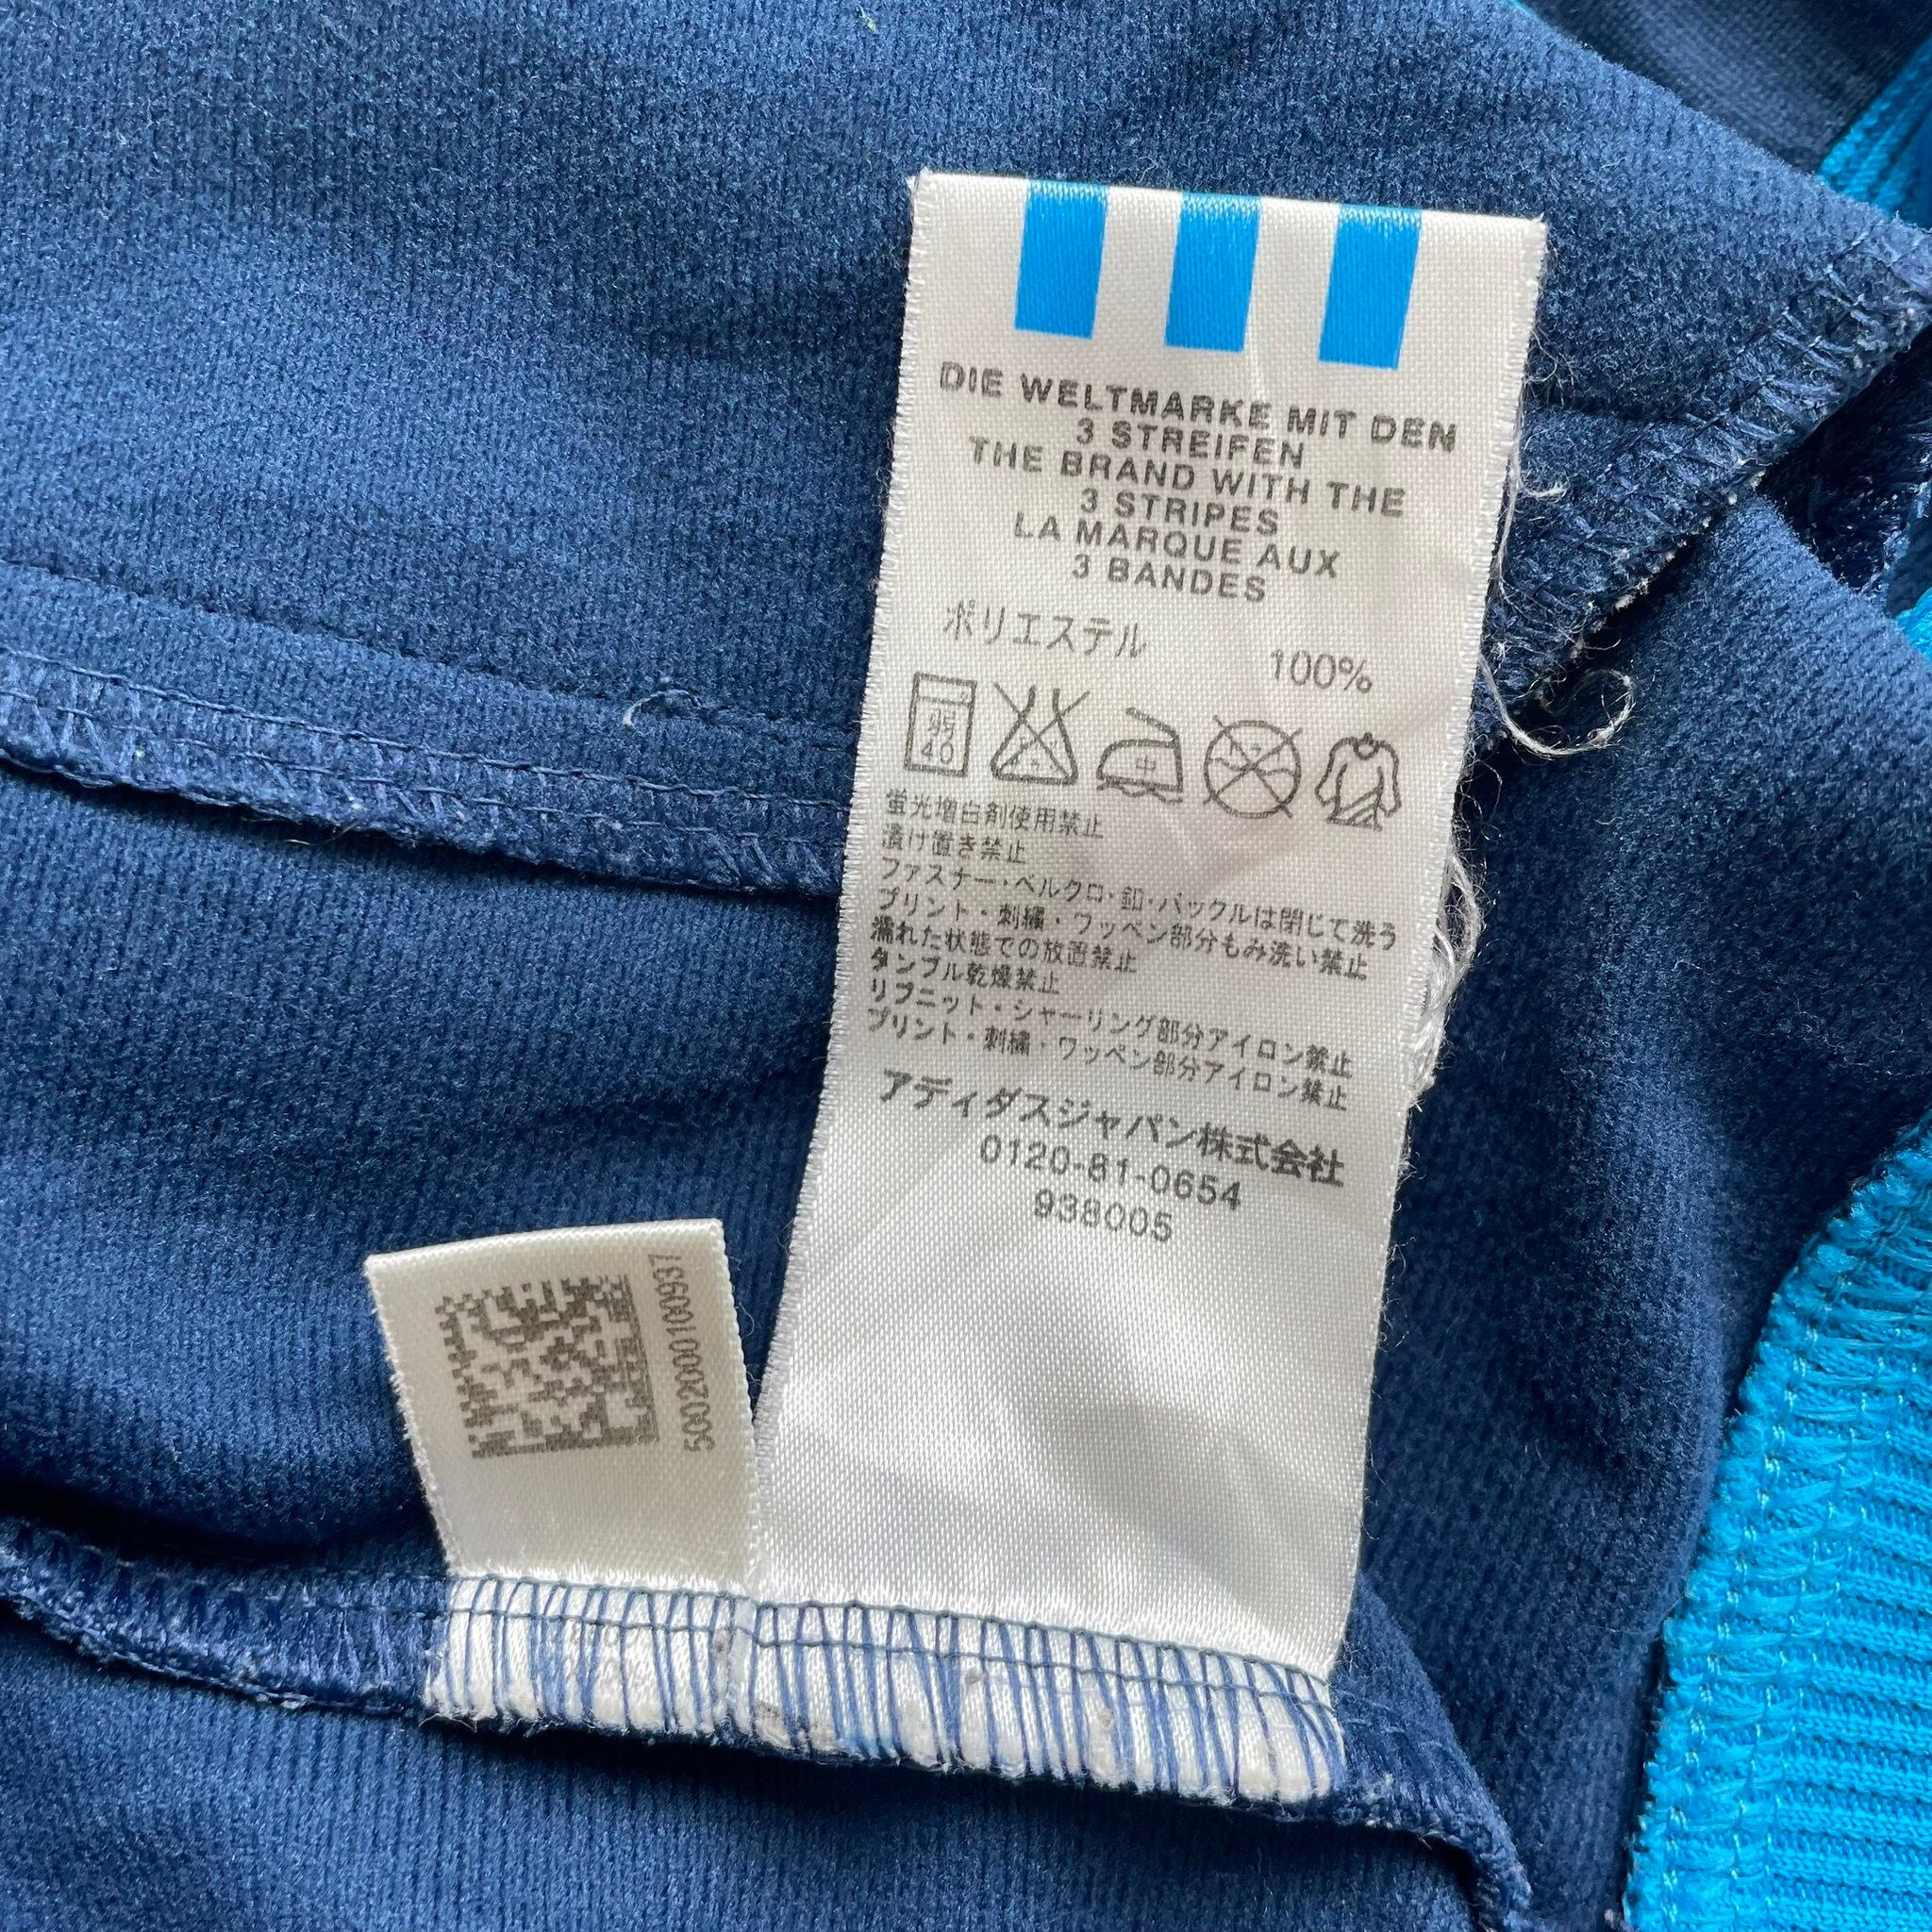 DIE WELTMARKE MIT DEN
3 STREIFEN
THE BRAND WITH THE
3 STRIPES
LA MARQUE AUX
3 BANDES
ポリエステル 100%
弱
40
中
蛍光増白剤使用禁止
漬け置き禁止
ファスナー・ベルクロ・釦・バックルは閉じて洗う
プリント・刺繍・ワッペン部分もみ洗い禁止
濡れた状態での放置禁止
タンブル乾燥禁止
リブニット・シャーリング部分アイロン禁止
プリント・刺繍・ワッペン部分アイロン禁止
アディダスジャパン株式会社
0120-81-0654
938005
5002000100937